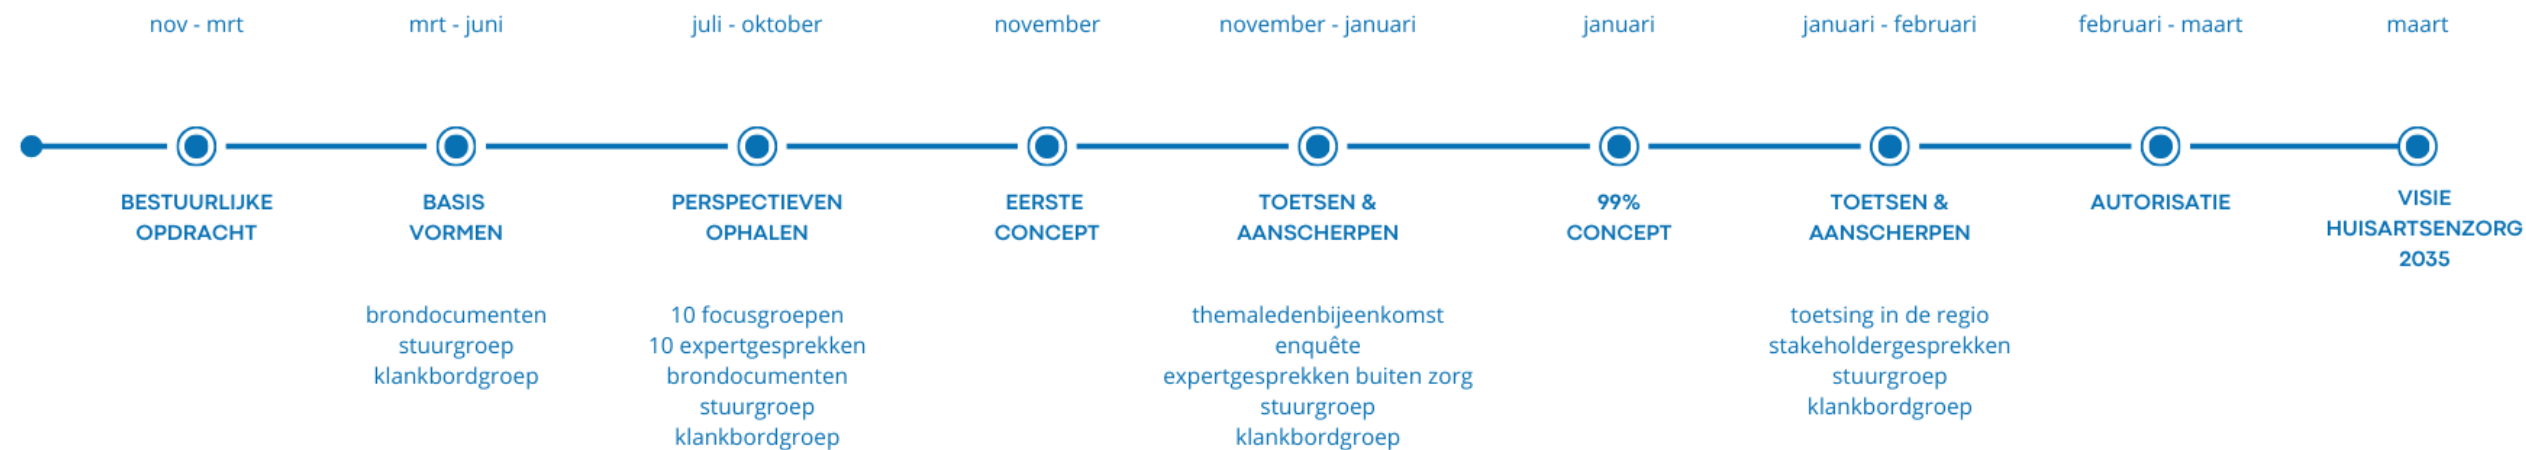 nov - mrt
mrt - juni
juli - oktober
november
november - januari
januari
januari - februari
februari - maart
maart
BESTUURLIJKE
OPDRACHT
BASIS
VORMEN
PERSPECTIEVEN
OPHALEN
EERSTE
CONCEPT
TOETSEN &
AANSCHERPEN
99%
CONCEPT
TOETSEN &
AANSCHERPEN
AUTORISATIE
VISIE
HUISARTSENZORG
2035
brondocumenten
stuurgroep
klankbordgroep
10 focusgroepen
10 expertgesprekken
brondocumenten
stuurgroep
klankbordgroep
themaledenbijeenkomst
enquête
expertgesprekken buiten zorg
stuurgroep
klankbordgroep
toetsing in de regio
stakeholdergesprekken
stuurgroep
klankbordgroep